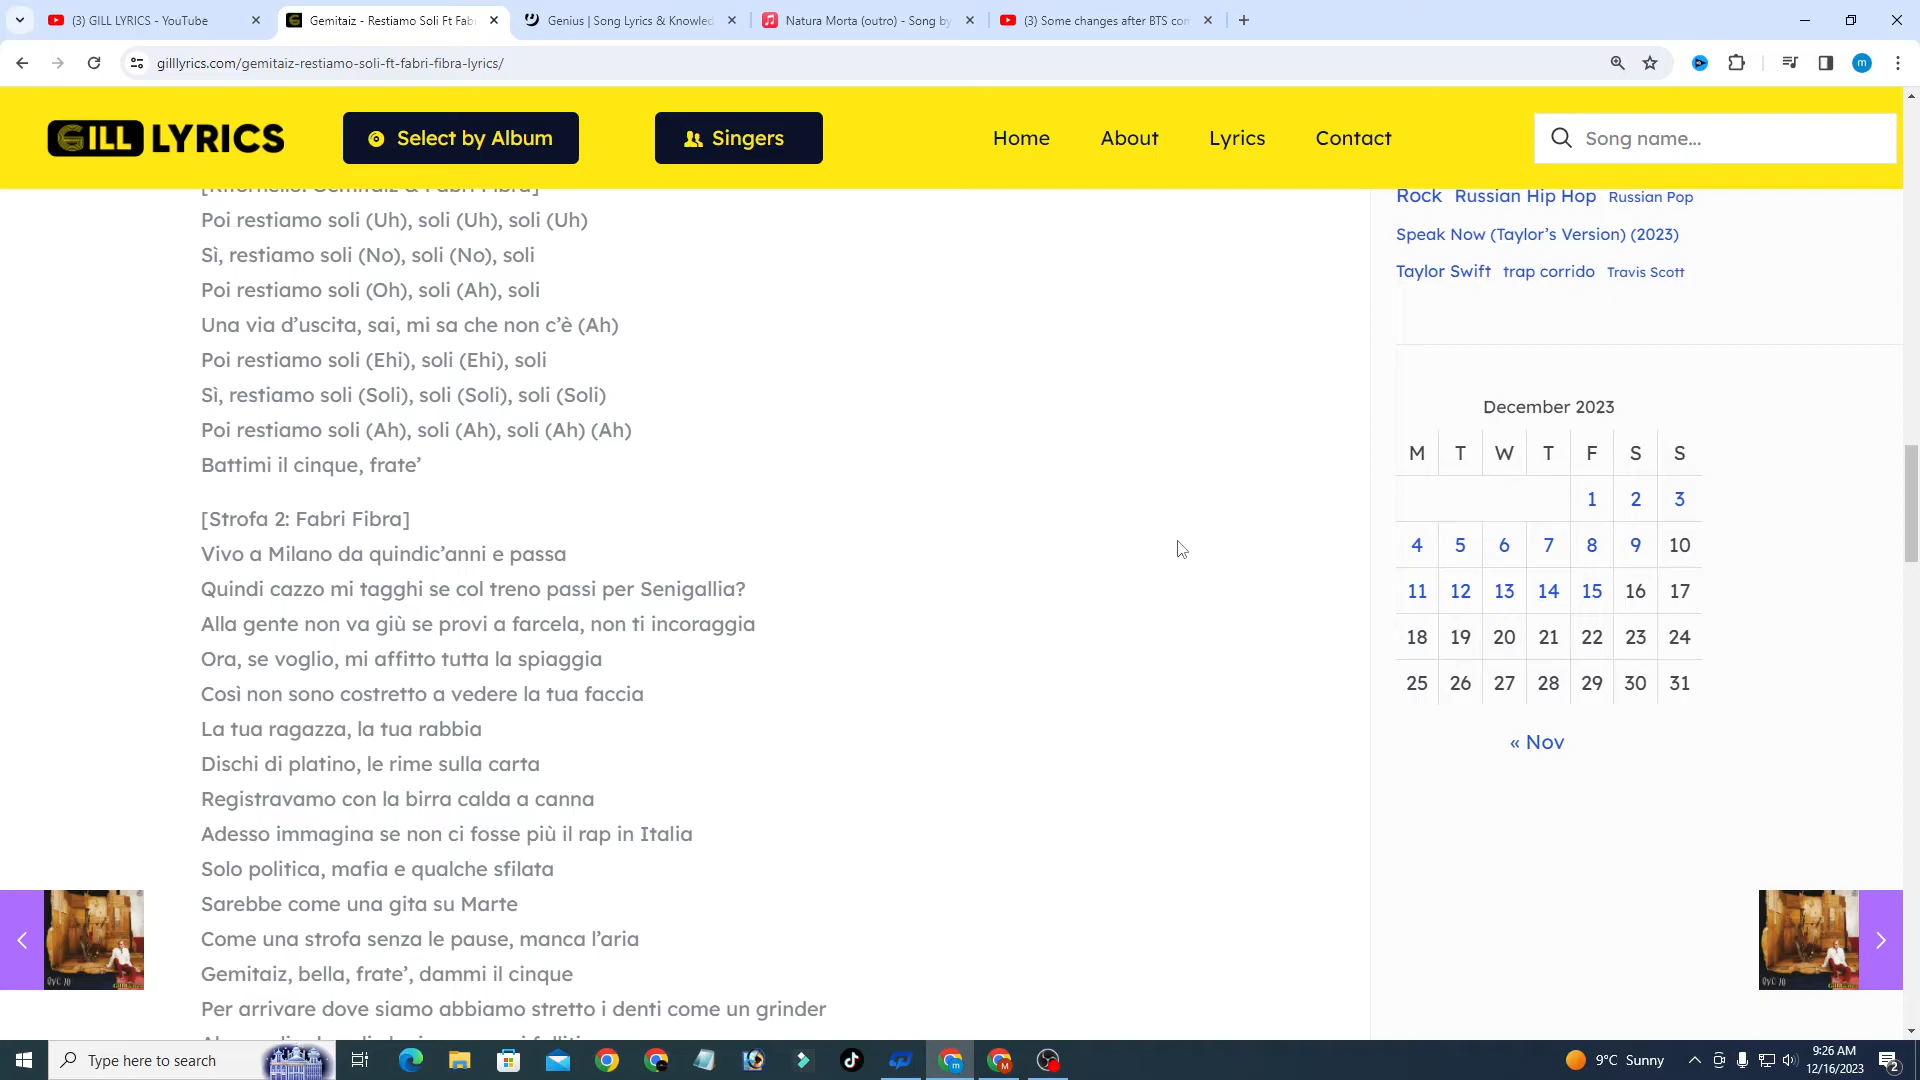 (3) GILL LYRICS - YouTube
Gemitaiz - Restiamo Soli Ft Fab
Genius | Song Lyrics & Knowled
Natura Morta (outro) - Song by
(3) Some changes after BTS con
gilllyrics.com/gemitaiz-restiamo-soli-ft-fabri-fibra-lyrics/
m
GILL LYRICS
Select by Album
Singers
Home
About
Lyrics
Contact
Song name...
[Ritornello: Gemitaiz & Fabri Fibra]
Poi restiamo soli (Uh), soli (Uh), soli (Uh)
Sì, restiamo soli (No), soli (No), soli
Poi restiamo soli (Oh), soli (Ah), soli
Una via d’uscita, sai, mi sa che non c’è (Ah)
Poi restiamo soli (Ehi), soli (Ehi), soli
Sì, restiamo soli (Soli), soli (Soli), soli (Soli)
Poi restiamo soli (Ah), soli (Ah), soli (Ah) (Ah)
Battimi il cinque, frate’
[Strofa 2: Fabri Fibra]
Vivo a Milano da quindic’anni e passa
Quindi cazzo mi tagghi se col treno passi per Senigallia?
Alla gente non va giù se provi a farcela, non ti incoraggia
Ora, se voglio, mi affitto tutta la spiaggia
Così non sono costretto a vedere la tua faccia
La tua ragazza, la tua rabbia
Dischi di platino, le rime sulla carta
Registravamo con la birra calda a canna
Adesso immagina se non ci fosse più il rap in Italia
Solo politica, mafia e qualche sfilata
Sarebbe come una gita su Marte
Come una strofa senza le pause, manca l’aria
Gemitaiz, bella, frate’, dammi il cinque
Per arrivare dove siamo abbiamo stretto i denti come un grinder
Rock Russian Hip Hop Russian Pop
Speak Now (Taylor’s Version) (2023)
Taylor Swift trap corrido Travis Scott
December 2023
M T W T F S S
1 2 3
4 5 6 7 8 9 10
11 12 13 14 15 16 17
18 19 20 21 22 23 24
25 26 27 28 29 30 31
« Nov
QVC 10
QVC 10
Type here to search
9°C Sunny
9:26 AM
12/16/2023
2